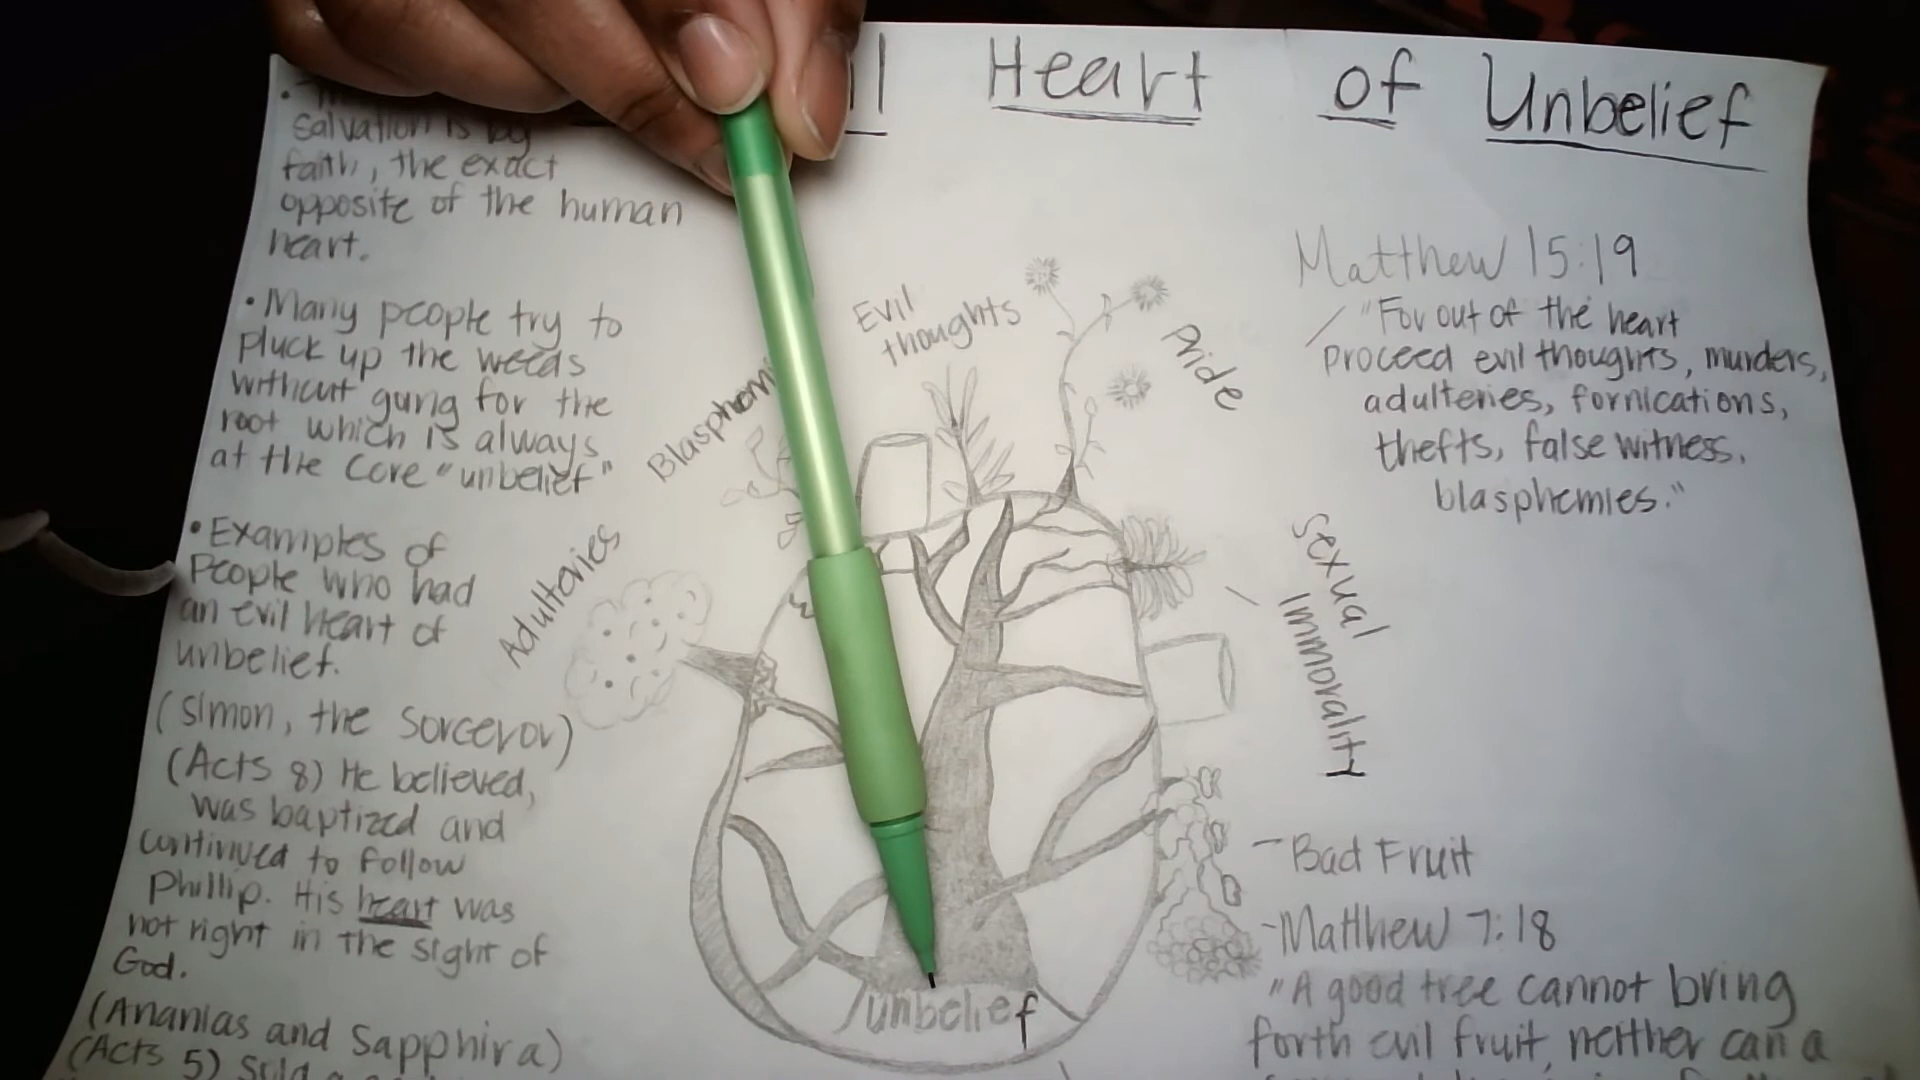 Heart of Unbelief
salvation is by
faith, the exact
opposite of the human
heart.
• Many people try to
pluck up the weeds
without gung for the
root which is always
at the core "unbelief"
• Examples of
People who had
an evil heart of
unbelief.
(simon, the sorceror)
(Acts 8) He believed,
was baptized and
continued to follow
Phillip. His heart was
not right in the sight of
God.
(Ananias and Sapphira)
(Acts 5) Sold a
Adulteries
Blasphemi
Evil
thoughts
Pride
Sexual
Immorality
unbelief
Matthew 15:19
"For out of the heart
proceed evil thoughts, murders,
adulteries, fornications,
thefts, false witness,
blasphemies."
- Bad Fruit
- Matthew 7:18
"A good tree cannot bring
forth evil fruit, neither can a